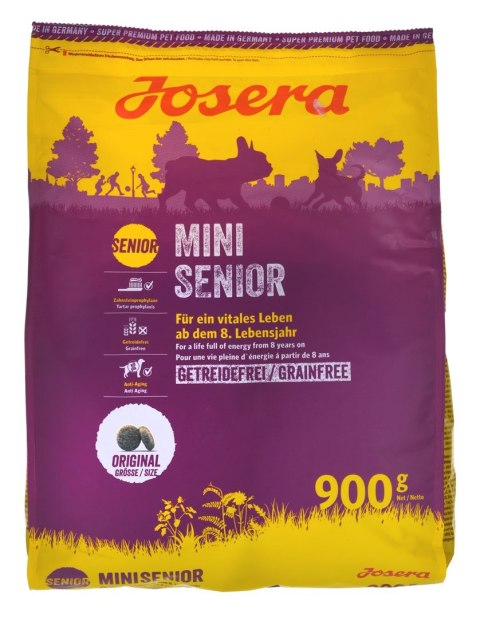 MADE IN GERMANY • SUPER PREMIUM PET FOOD • MADE IN GERMANY • SUPER PREMIUM PET FOOD
Josera
SENIOR
MINI
SENIOR
Zahnsteinprophylaxe
Tartar prophylaxis
Für ein vitales Leben
ab dem 8. Lebensjahr
For a life full of energy from 8 years on
Pour une vie pleine d'énergie à partir de 8 ans
Getreidefrei
Grainfree
GETREIDEFREI/GRAINFREE
Anti-Aging
Anti Aging
ORIGINAL
GRÖSSE / SIZE
900g
Net / Netto
SENIOR MINISENIOR
Josera